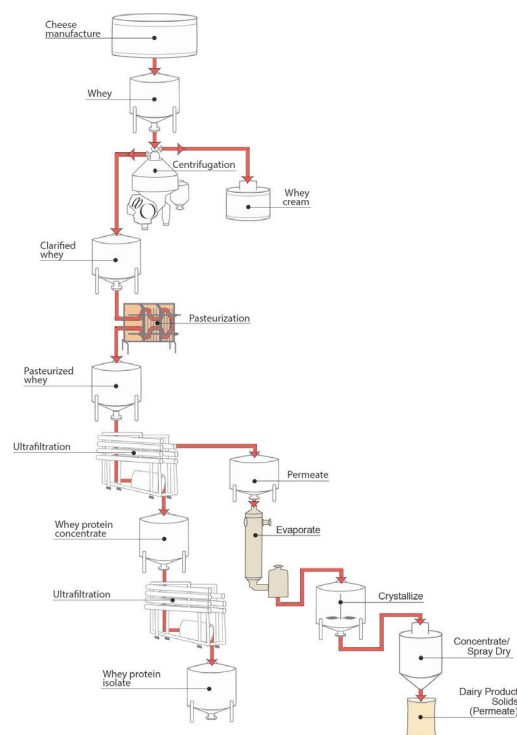 Cheese
manufacture
Whey
Centrifugation
Whey
cream
Clarified
whey
Pasteurization
Pasteurized
whey
Ultrafiltration
Permeate
Whey protein
concentrate
Evaporate
Ultrafiltration
Crystallize
Concentrate/
Spray Dry
Whey protein
isolate
Dairy Product
Solids
(Permeate)